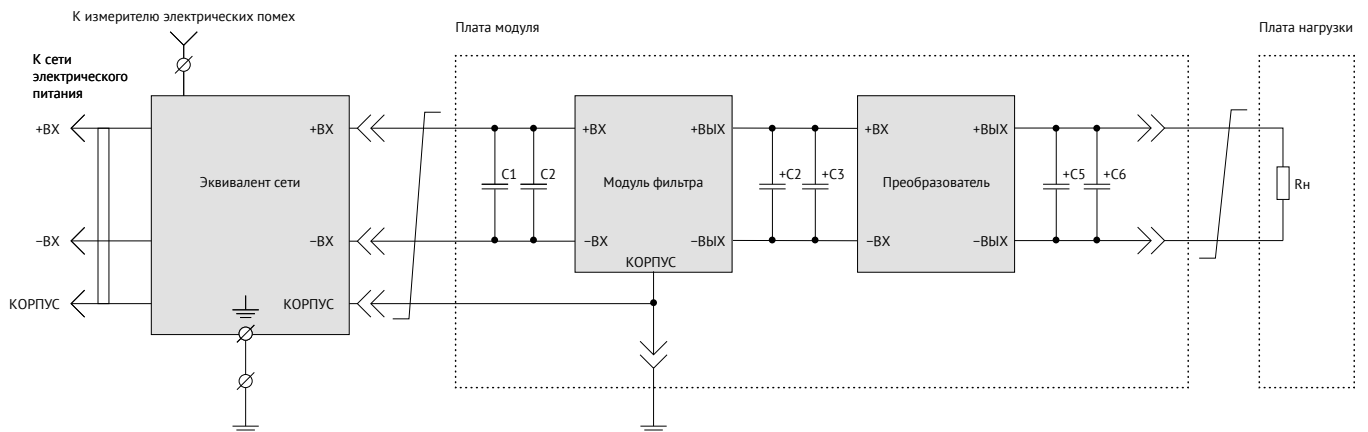 К измерителю электрических помех
Плата модуля
Плата нагрузки
К сети
электрического
питания
+ВХ
+ВХ
+ВХ
+ВЫХ
+ВХ
+ВЫХ
Эквивалент сети
C1
C2
Модуль фильтра
+C2
+C3
Преобразователь
+C5
+C6
Rн
−ВХ
−ВХ
−ВХ
−ВЫХ
−ВХ
−ВЫХ
КОРПУС
КОРПУС
КОРПУС